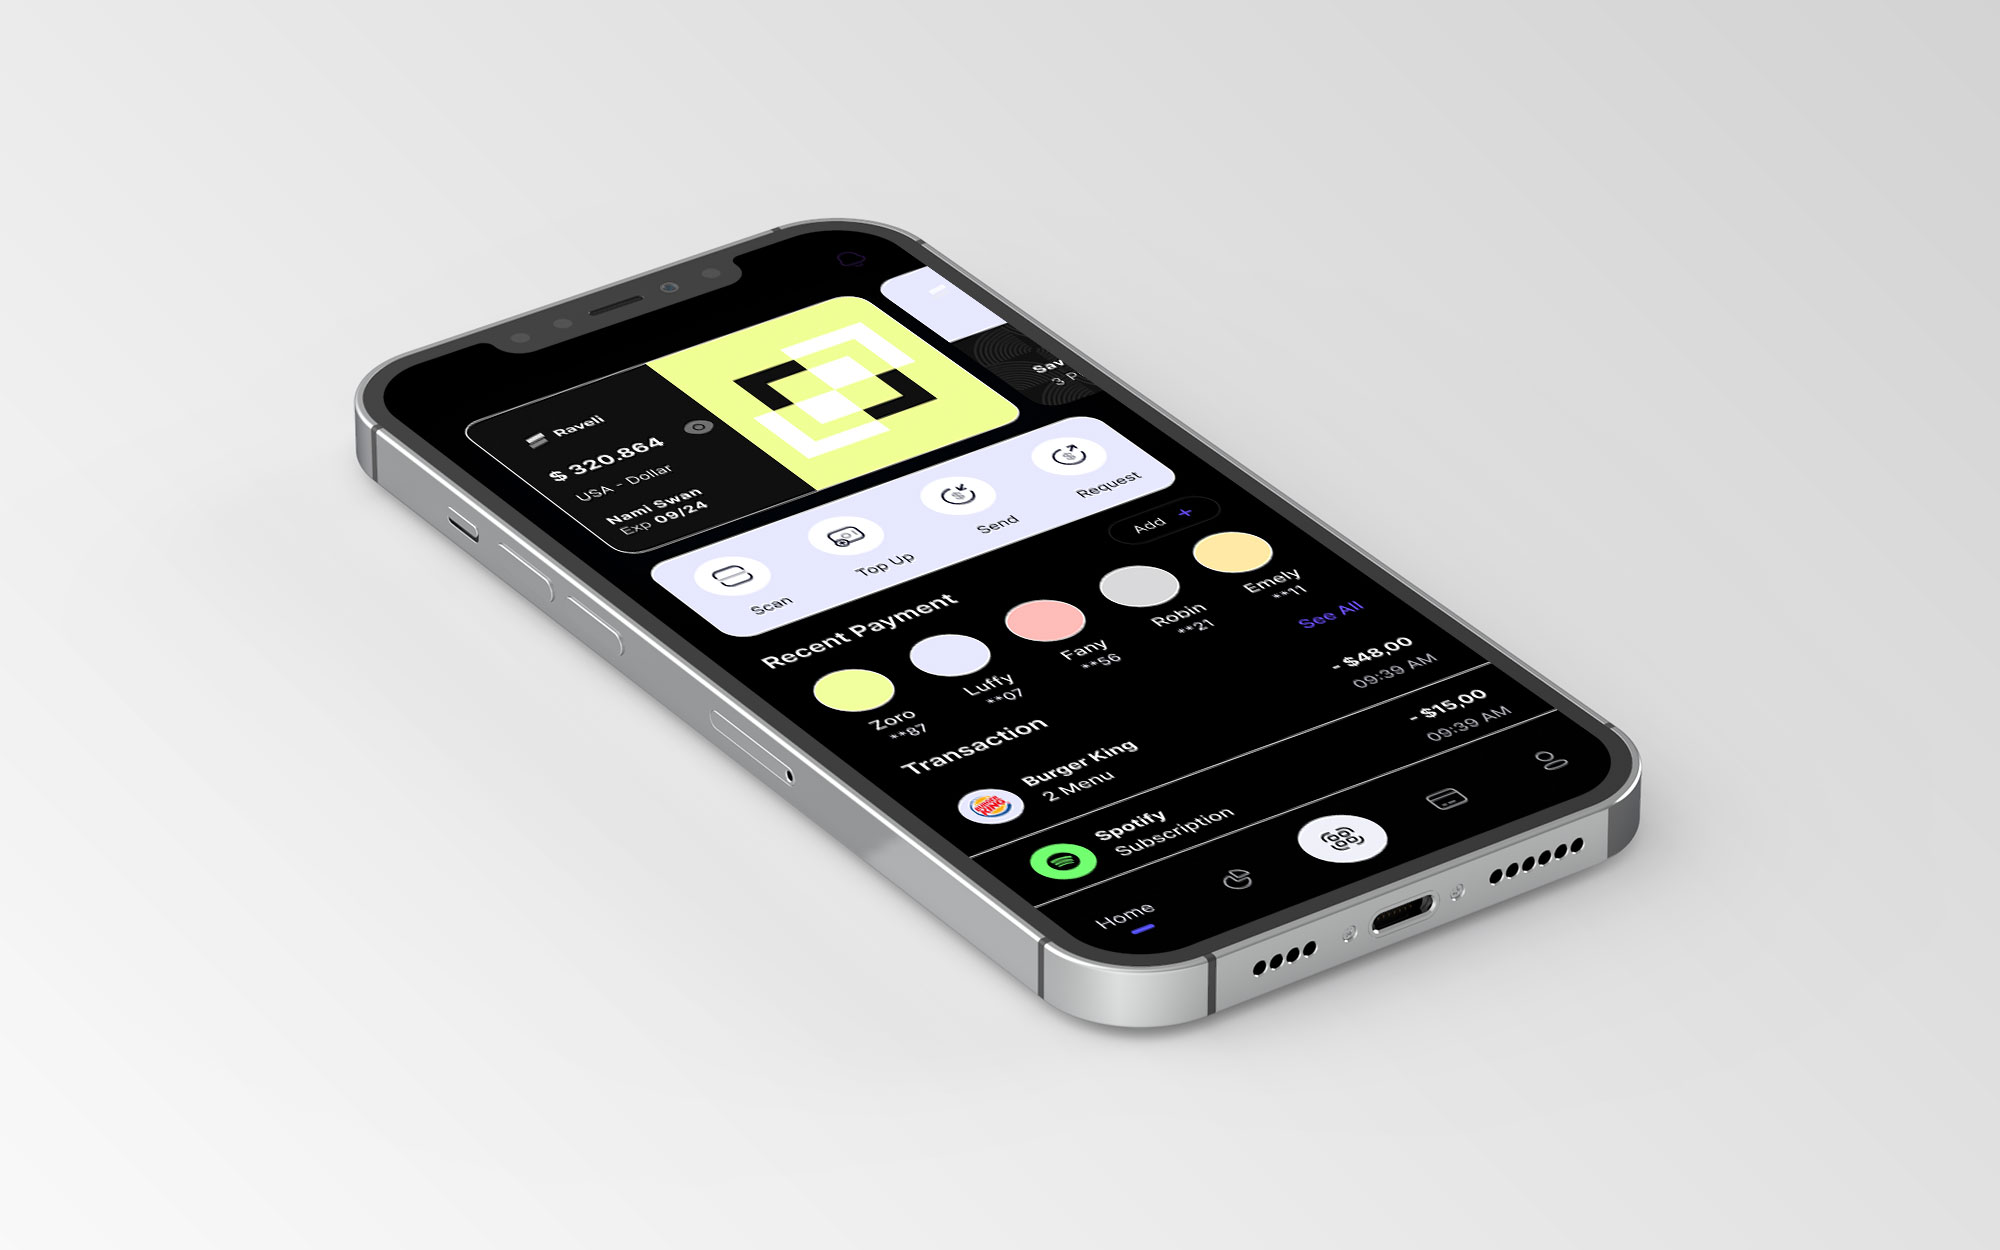 Raveli
$ 320.864
USA - Dollar
Nami Swan
Exp 09/24
Sav
3 P
Scan
Top Up
Send
Request
Recent Payment
Add +
Zoro
**87
Luffy
**07
Fany
**56
Robin
**21
Emely
**11
Transaction
See All
BURGER
KING
Burger King
2 Menu
- $48,00
09:39 AM
Spotify
Subscription
- $15,00
09:39 AM
Home